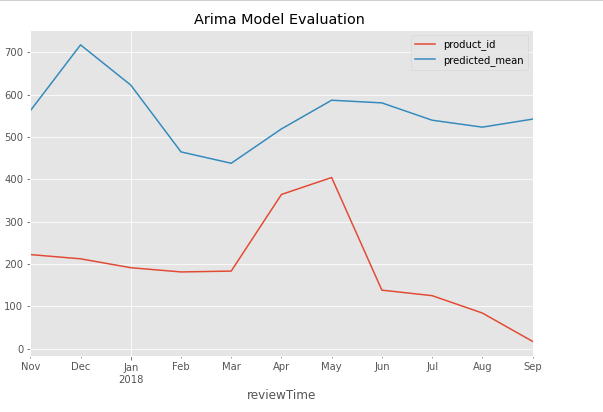 Arima Model Evaluation
product_id
predicted_mean
700
600
500
400
300
200
100
0
Nov Dec Jan Feb Mar Apr May Jun Jul Aug Sep
2018
reviewTime